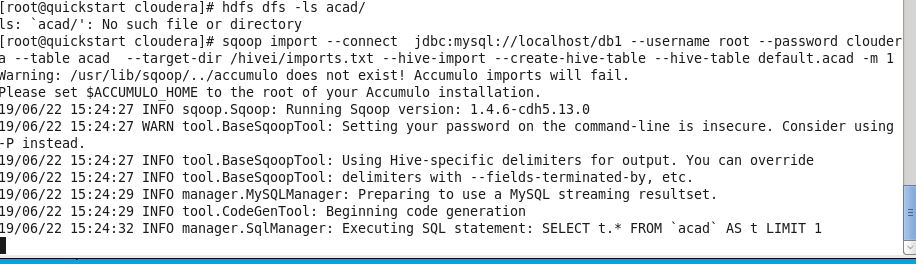 [root@quickstart cloudera]# hdfs dfs -ls acad/
ls: `acad/': No such file or directory
[root@quickstart cloudera]# sqoop import --connect  jdbc:mysql://localhost/db1 --username root --password clouder
a --table acad  --target-dir /hivei/imports.txt --hive-import --create-hive-table --hive-table default.acad -m 1
Warning: /usr/lib/sqoop/../accumulo does not exist! Accumulo imports will fail.
Please set $ACCUMULO_HOME to the root of your Accumulo installation.
19/06/22 15:24:27 INFO sqoop.Sqoop: Running Sqoop version: 1.4.6-cdh5.13.0
19/06/22 15:24:27 WARN tool.BaseSqoopTool: Setting your password on the command-line is insecure. Consider using
-P instead.
19/06/22 15:24:27 INFO tool.BaseSqoopTool: Using Hive-specific delimiters for output. You can override
19/06/22 15:24:27 INFO tool.BaseSqoopTool: delimiters with --fields-terminated-by, etc.
19/06/22 15:24:29 INFO manager.MySQLManager: Preparing to use a MySQL streaming resultset.
19/06/22 15:24:29 INFO tool.CodeGenTool: Beginning code generation
19/06/22 15:24:32 INFO manager.SqlManager: Executing SQL statement: SELECT t.* FROM `acad` AS t LIMIT 1